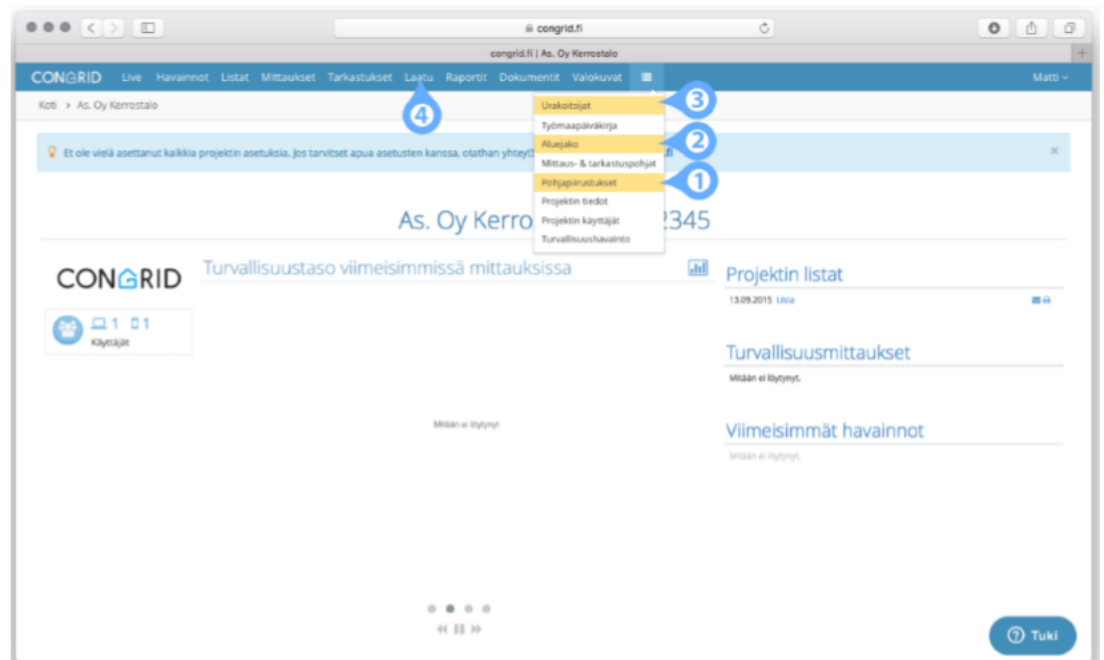 congrid.fi
congrid.fi | As. Oy Kerrostalo
CONGRID Live Havainnot Listat Mittaukset Tarkastukset Laatu Raportit Dokumentit Valokuvat Matti
Koti > As. Oy Kerrostalo
Urakoitsijat
3
4
Työmaapäiväkirja
Aluejako
2
Et ole vielä asettanut kaikkia projektin asetuksia. Jos tarvitset apua asetusten kanssa, otathan
Mittaus- & tarkastuspohjat
Pohjapiirustukset
1
Projektin tiedot
Projektin käyttäjät
Turvallisuushavainto
As. Oy Kerro 2345
CONGRID
Turvallisuustaso viimeisimmissä mittauksissa
Projektin listat
13.09.2015 Lista
1 1
Käyttäjät
Turvallisuusmittaukset
Mitään ei löytynyt.
Mitään ei löytynyt
Viimeisimmät havainnot
Mitään ei löytynyt.
Tuki